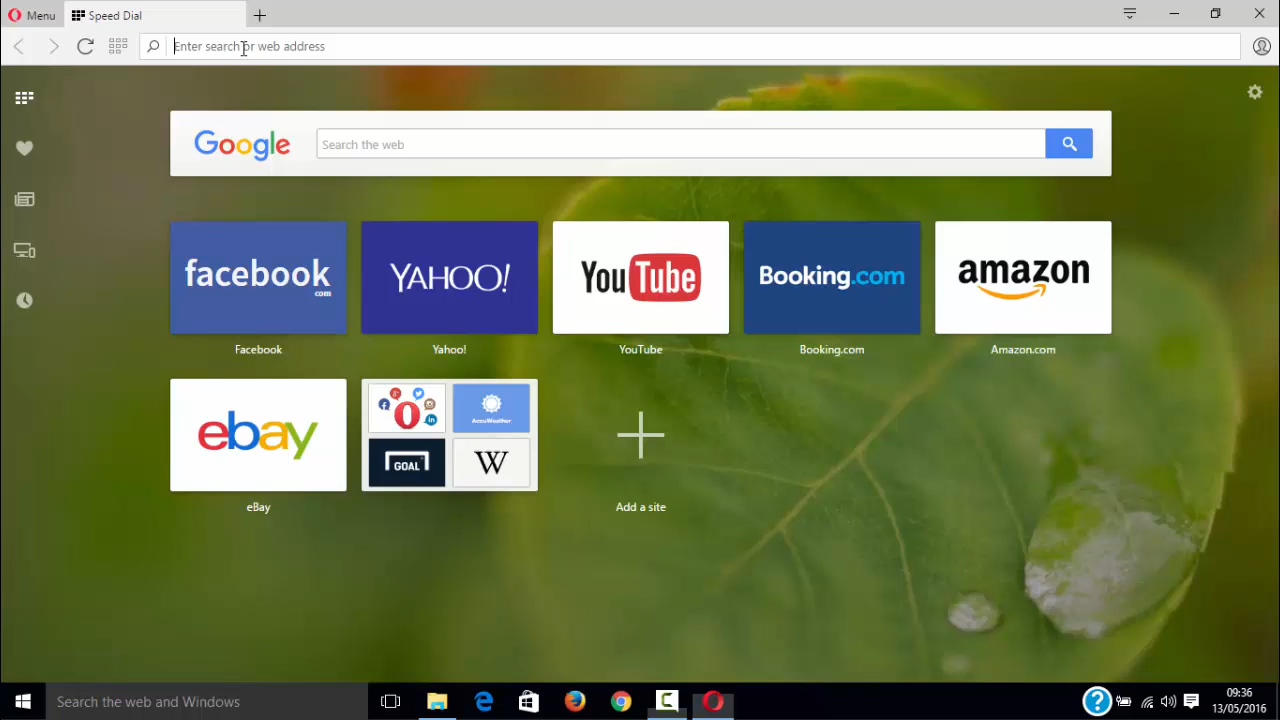 Menu
Speed Dial
Enter search or web address
Google
Search the web
facebook
com
YAHOO!
YouTube
Booking.com
amazon
Facebook
Yahoo!
YouTube
Booking.com
Amazon.com
ebay
AccuWeather
GOAL
W
eBay
Add a site
Search the web and Windows
09:36
13/05/2016